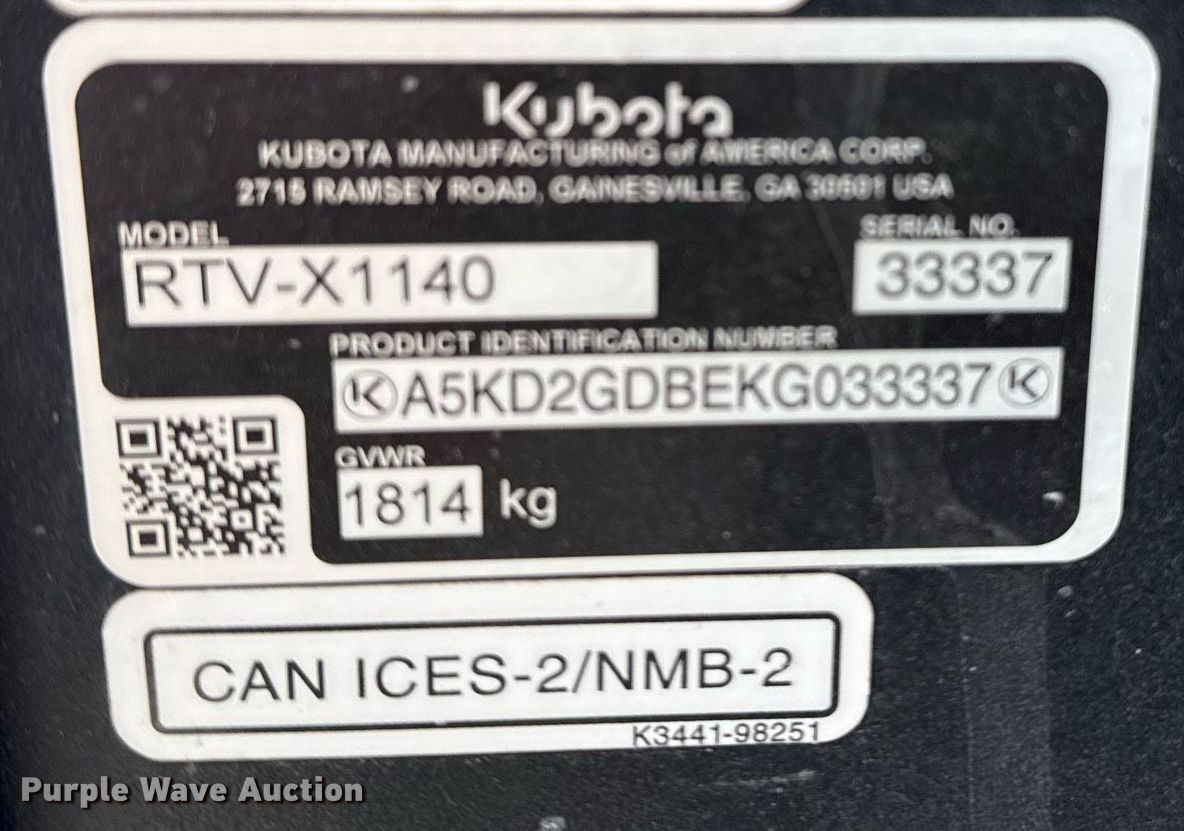 Kubota
KUBOTA MANUFACTURING of AMERICA CORP.
2715 RAMSEY ROAD, GAINESVILLE, GA 30501 USA
MODEL
SERIAL NO.
RTV-X1140
33337
PRODUCT IDENTIFICATION NUMBER
A5KD2GDBEKG033337
GVWR
1814 kg
CAN ICES-2/NMB-2
K3441-98251
Purple Wave Auction